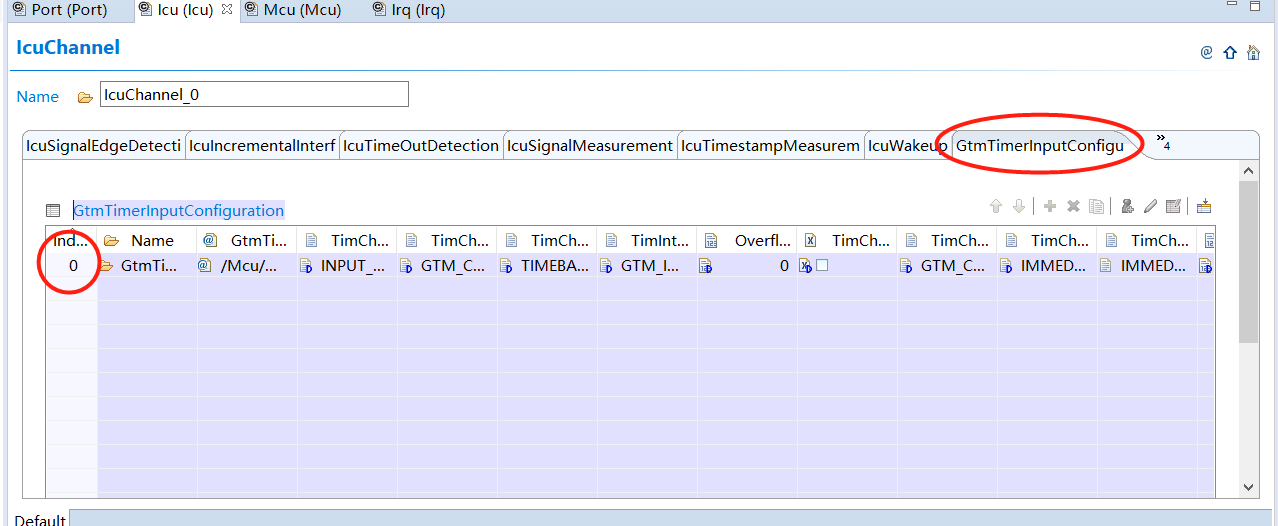 Port (Port) Icu (Icu) Mcu (Mcu) Irq (Irq)
IcuChannel
Name IcuChannel_0
IcuSignalEdgeDetecti IcuIncrementalInterf IcuTimeOutDetection IcuSignalMeasurement IcuTimestampMeasurem IcuWakeup GtmTimerInputConfigu »4
GtmTimerInputConfiguration
Ind... Name GtmTi... TimCh... TimCh... TimCh... TimInt... Overfl... TimCh... TimCh... TimCh... TimCh...
0 GtmTi... /Mcu/... INPUT_... GTM_C... TIMEBA... GTM_I... 0 GTM_C... IMMED... IMMED...
Default